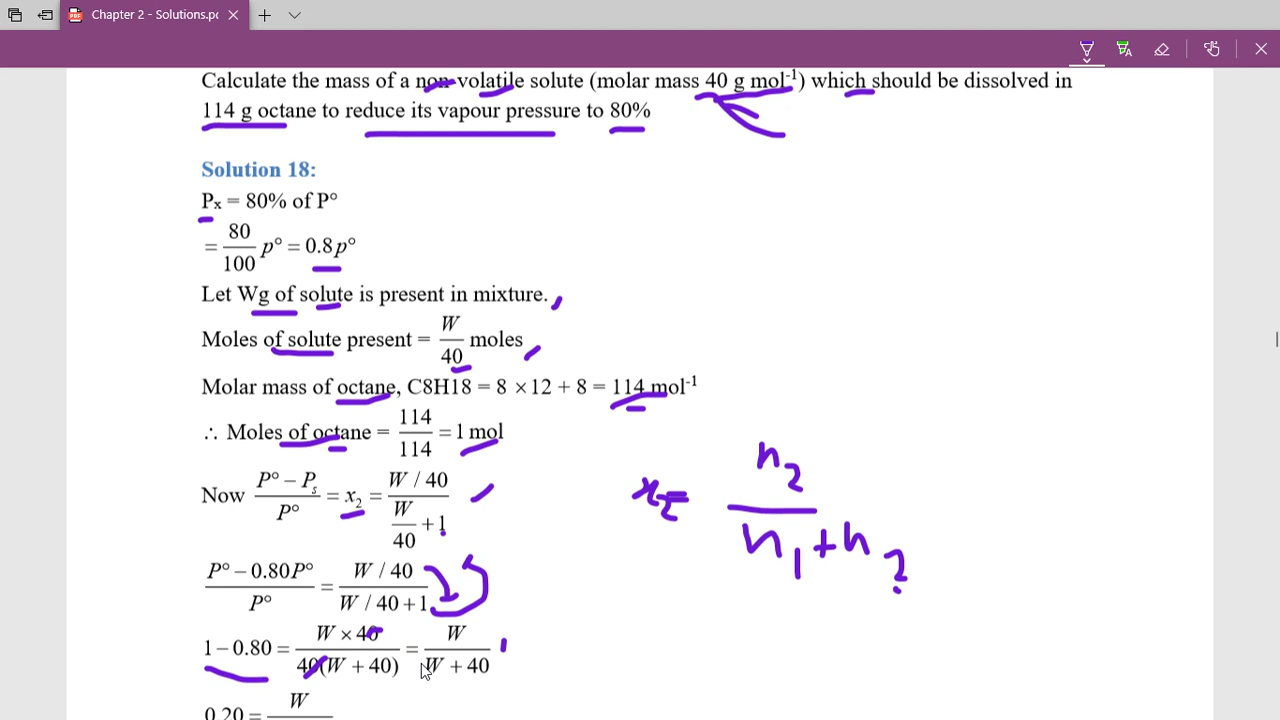 Chapter 2 - Solutions.pd
Calculate the mass of a non-volatile solute (molar mass 40 g mol-1) which should be dissolved in
114 g octane to reduce its vapour pressure to 80%
Solution 18:
Px = 80% of P°
= 80/100 p° = 0.8 p°
Let Wg of solute is present in mixture.
Moles of solute present = W/40 moles
Molar mass of octane, C8H18 = 8 × 12 + 8 = 114 mol-1
∴ Moles of octane = 114/114 = 1 mol
Now (P° – Ps)/P° = x2 = (W / 40)/(W/40 + 1)
x2 = n2/(n1 + n2)
(P° – 0.80P°)/P° = (W / 40)/(W / 40 + 1)
1 – 0.80 = (W × 40)/(40(W + 40)) = W/(W + 40)
0.20 = W